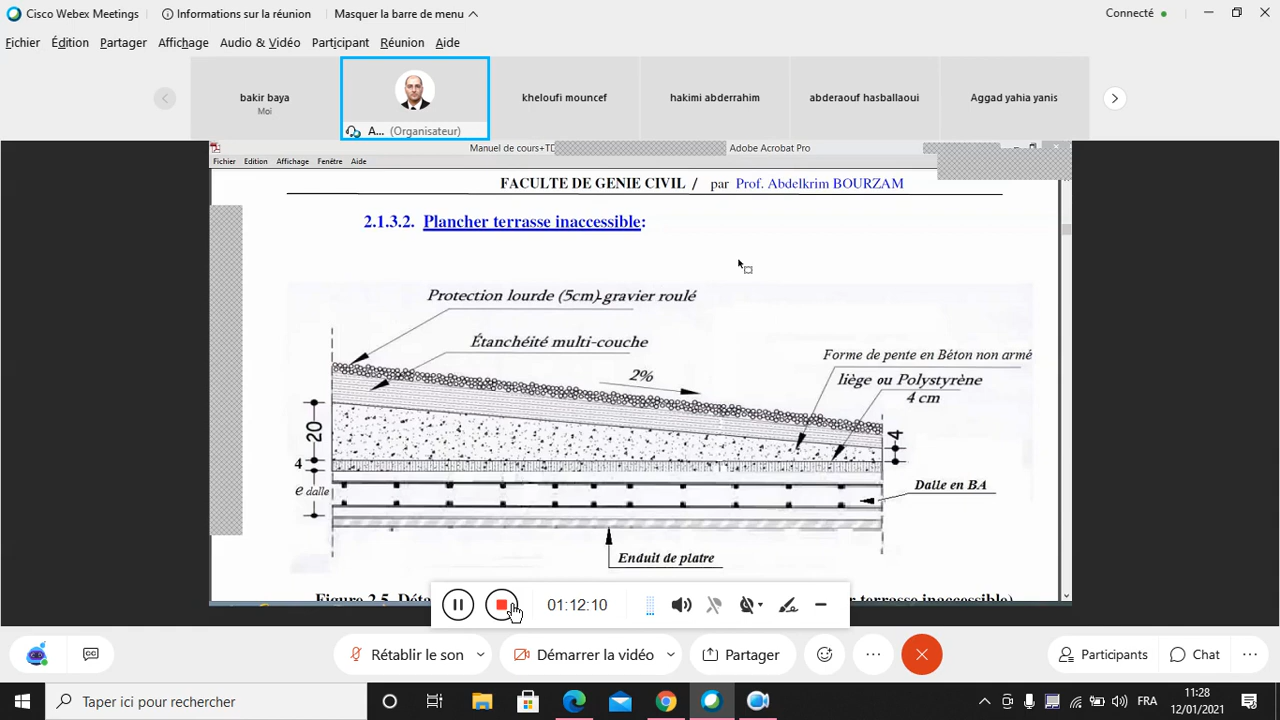 Cisco Webex Meetings Informations sur la réunion Masquer la barre de menu Connecté
Fichier Édition Partager Affichage Audio & Vidéo Participant Réunion Aide
bakir baya
Moi
A... (Organisateur)
kheloufi mouncef
hakimi abderrahim
abderaouf hasballaoui
Aggad yahia yanis
Manuel de cours+TD Adobe Acrobat Pro
Fichier Edition Affichage Fenêtre Aide
FACULTE DE GENIE CIVIL / par Prof. Abdelkrim BOURZAM
2.1.3.2. Plancher terrasse inaccessible:
Protection lourde (5cm)-gravier roulé
Étanchéité multi-couche
2%
Forme de pente en Béton non armé
liège ou Polystyrène
4 cm
20
4
4
e dalle
Dalle en BA
Enduit de platre
Figure 2.5. terrasse inaccessible)
01:12:10
Rétablir le son Démarrer la vidéo Partager Participants Chat
Taper ici pour rechercher
FRA
11:28
12/01/2021